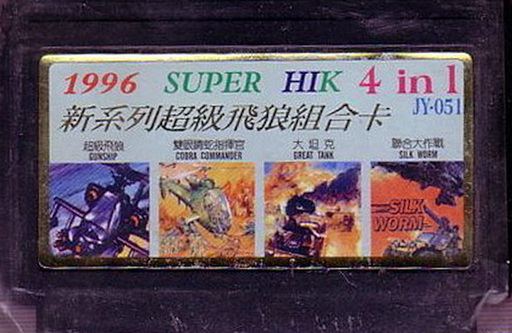 1996 SUPER HIK 4 in 1
JY-051
新系列超級飛狼組合卡
超級飛狼 雙眼鏡蛇指揮官 大坦克 聯合大作戰
GUNSHIP COBRA COMMANDER GREAT TANK SILK WORM
SILK
WORM